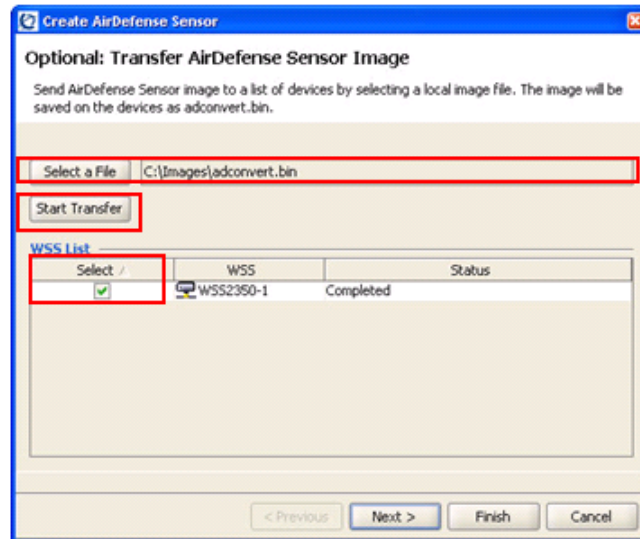 Create AirDefense Sensor
Optional: Transfer AirDefense Sensor Image
Send AirDefense Sensor image to a list of devices by selecting a local image file. The image will be
saved on the devices as adconvert.bin.
Select a File C:\Images\adconvert.bin
Start Transfer
WSS List
Select WSS Status
WSS2350-1 Completed
< Previous Next > Finish Cancel